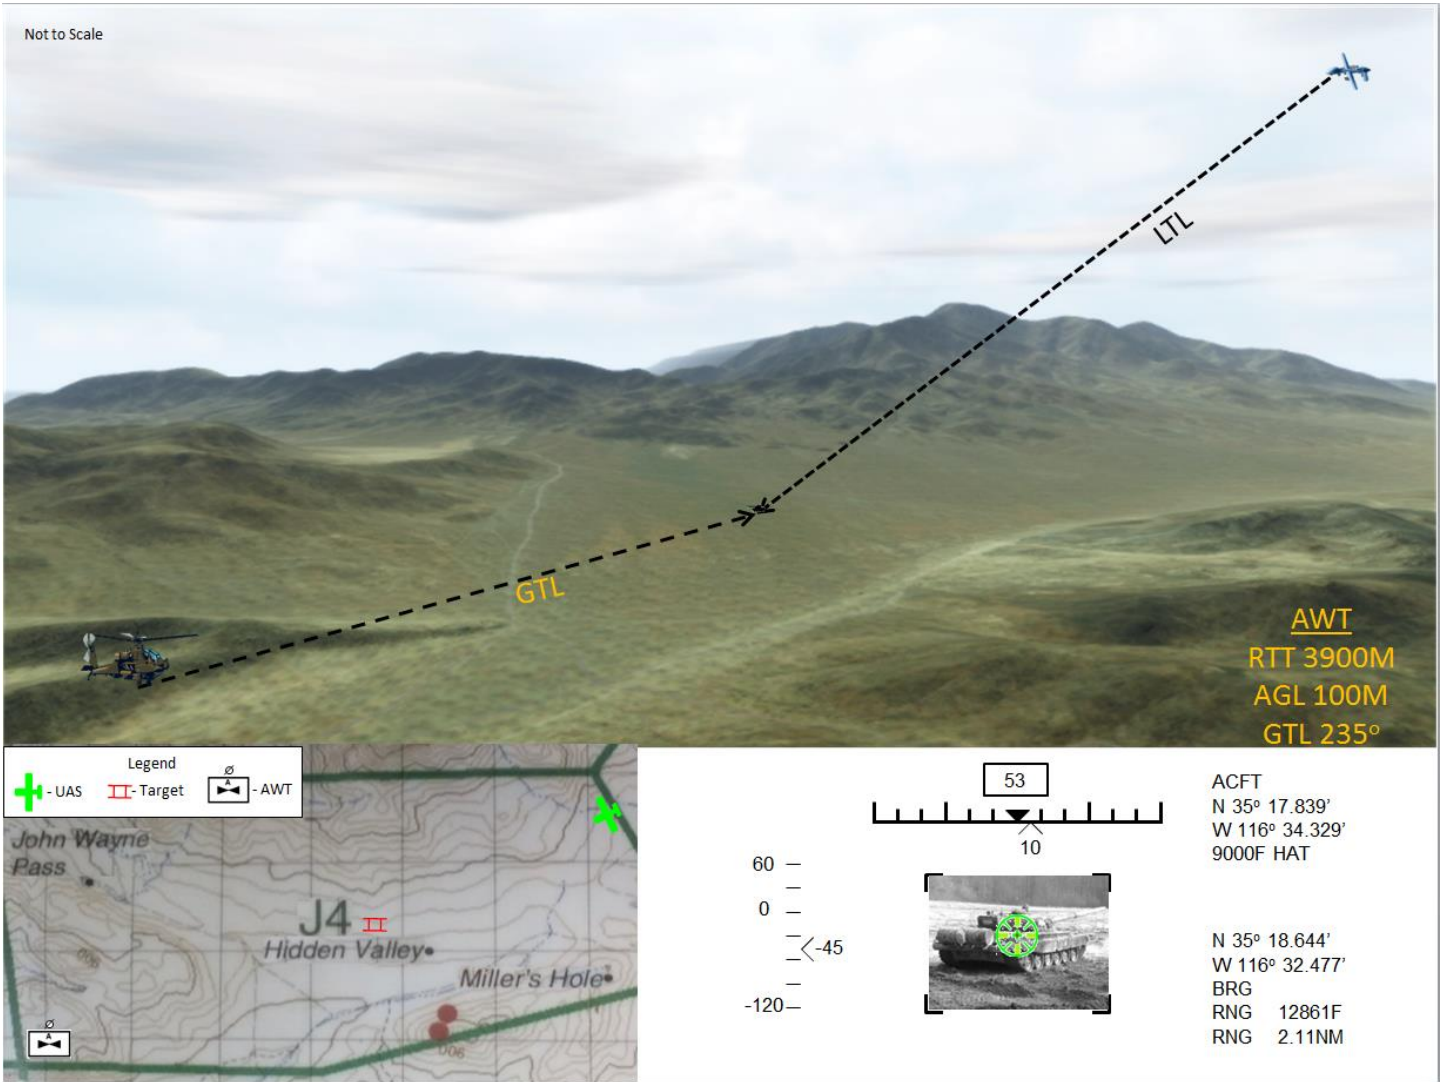 Not to Scale
LTL
GTL
AWT
RTT 3900M
AGL 100M
GTL 235°
Legend
- UAS
- Target
Ø
A
- AWT
John Wayne
Pass
J4
Hidden Valley
Miller's Hole
900
900
Ø
A
53
10
60
0
-45
-120
ACFT
N 35° 17.839’
W 116° 34.329’
9000F HAT
N 35° 18.644’
W 116° 32.477’
BRG
RNG 12861F
RNG 2.11NM